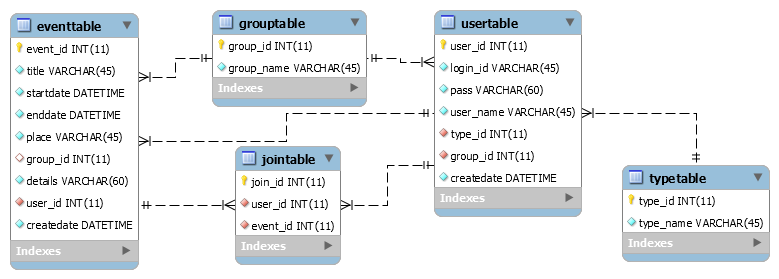 eventtable
event_id INT(11)
title VARCHAR(45)
startdate DATETIME
enddate DATETIME
place VARCHAR(45)
group_id INT(11)
details VARCHAR(60)
user_id INT(11)
createdate DATETIME
Indexes
grouptable
group_id INT(11)
group_name VARCHAR(45)
Indexes
usertable
user_id INT(11)
login_id VARCHAR(45)
pass VARCHAR(60)
user_name VARCHAR(45)
type_id INT(11)
group_id INT(11)
createdate DATETIME
Indexes
jointable
join_id INT(11)
user_id INT(11)
event_id INT(11)
Indexes
typetable
type_id INT(11)
type_name VARCHAR(45)
Indexes